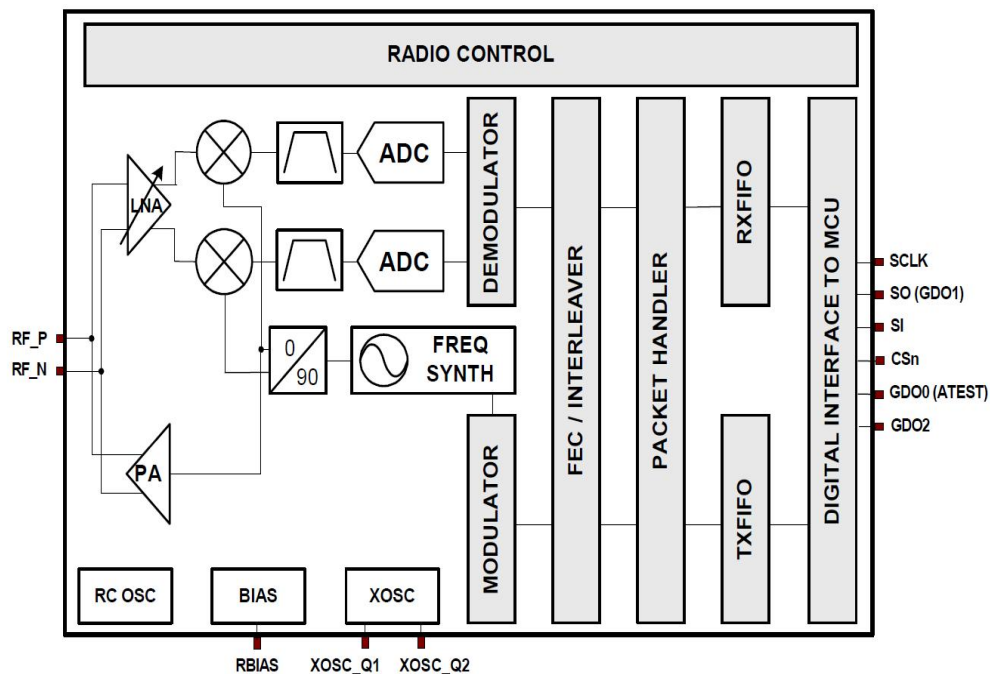 RADIO CONTROL
LNA
ADC
ADC
DEMODULATOR
FEC / INTERLEAVER
PACKET HANDLER
RXFIFO
DIGITAL INTERFACE TO MCU
SCLK
SO (GDO1)
SI
CSn
GDO0 (ATEST)
GDO2
RF_P
RF_N
0
90
FREQ
SYNTH
PA
MODULATOR
TXFIFO
RC OSC
BIAS
XOSC
RBIAS
XOSC_Q1
XOSC_Q2